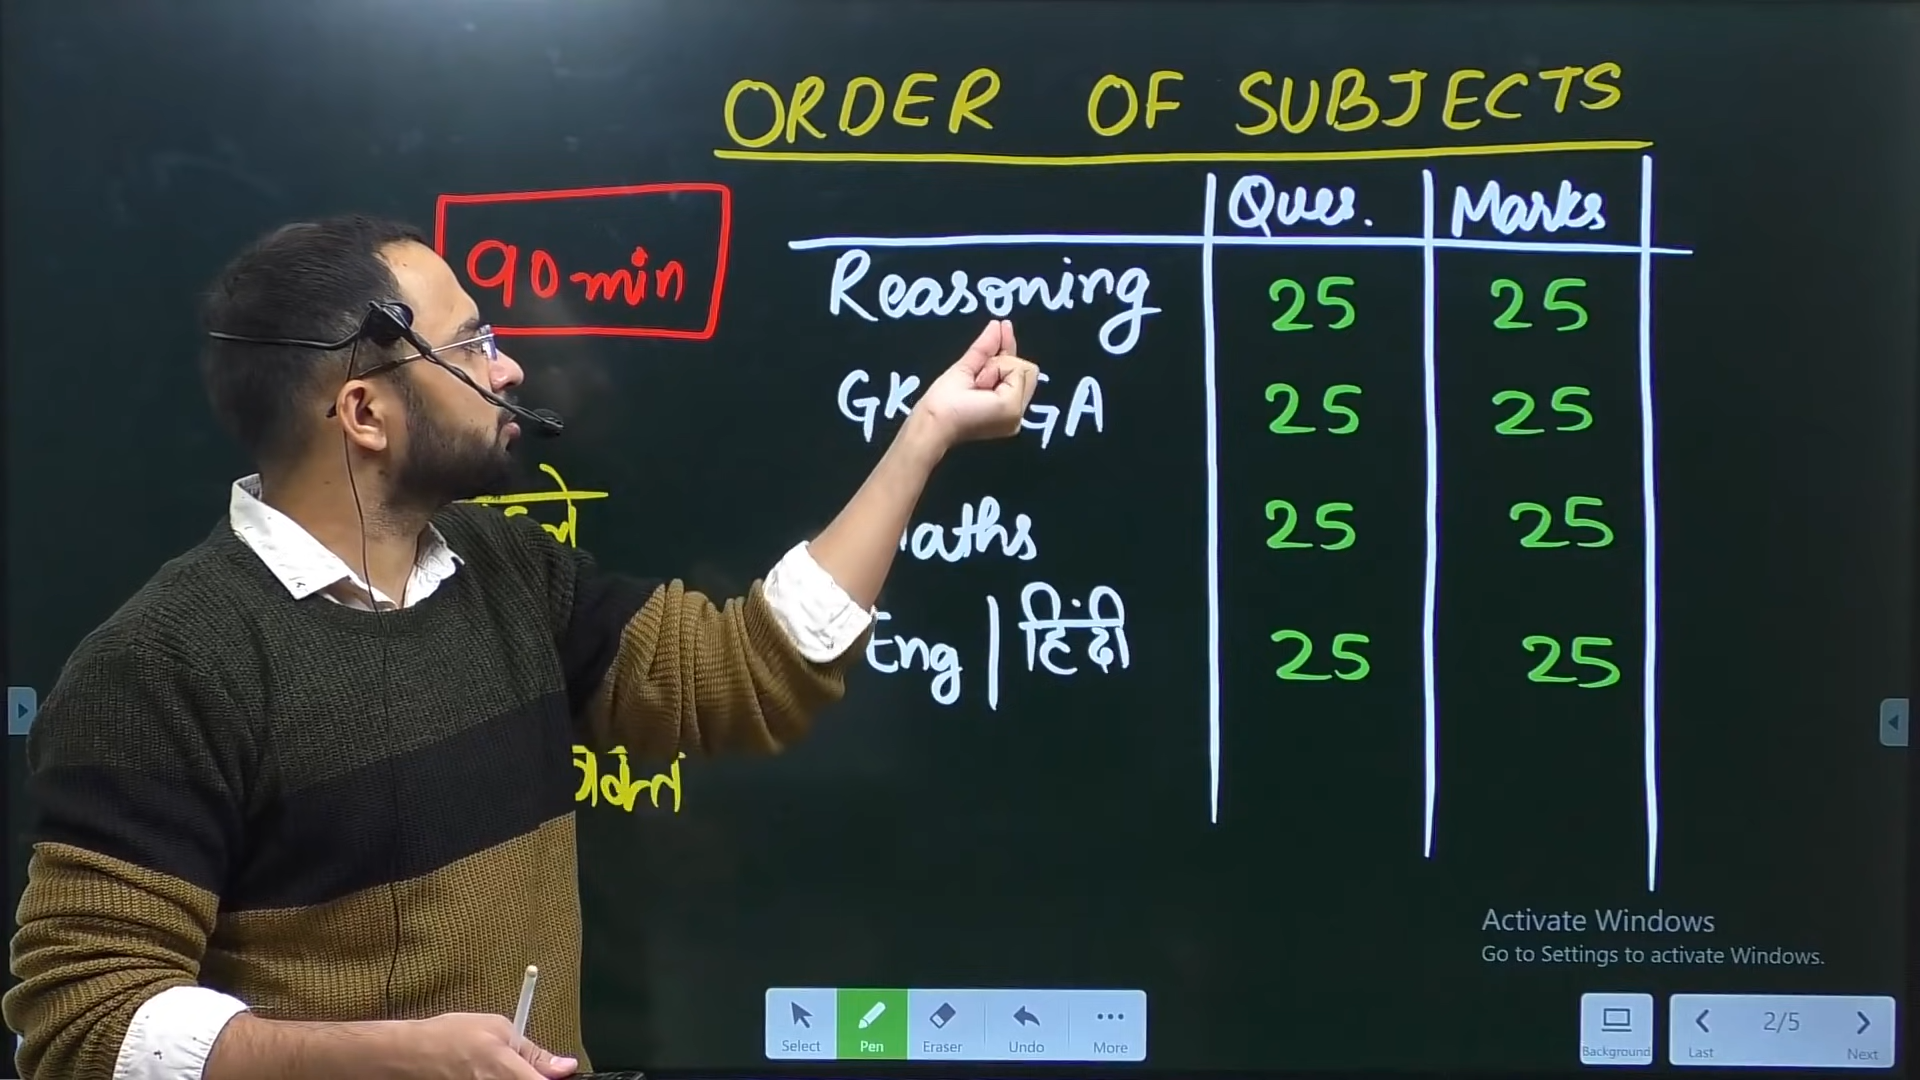 ORDER OF SUBJECTS
90 min
Ques. Marks
Reasoning 25 25
GK GA 25 25
aths 25 25
Eng | हिंदी 25 25
Activate Windows
Go to Settings to activate Windows.
Select Pen Eraser Undo More
Background
Last 2/5 Next